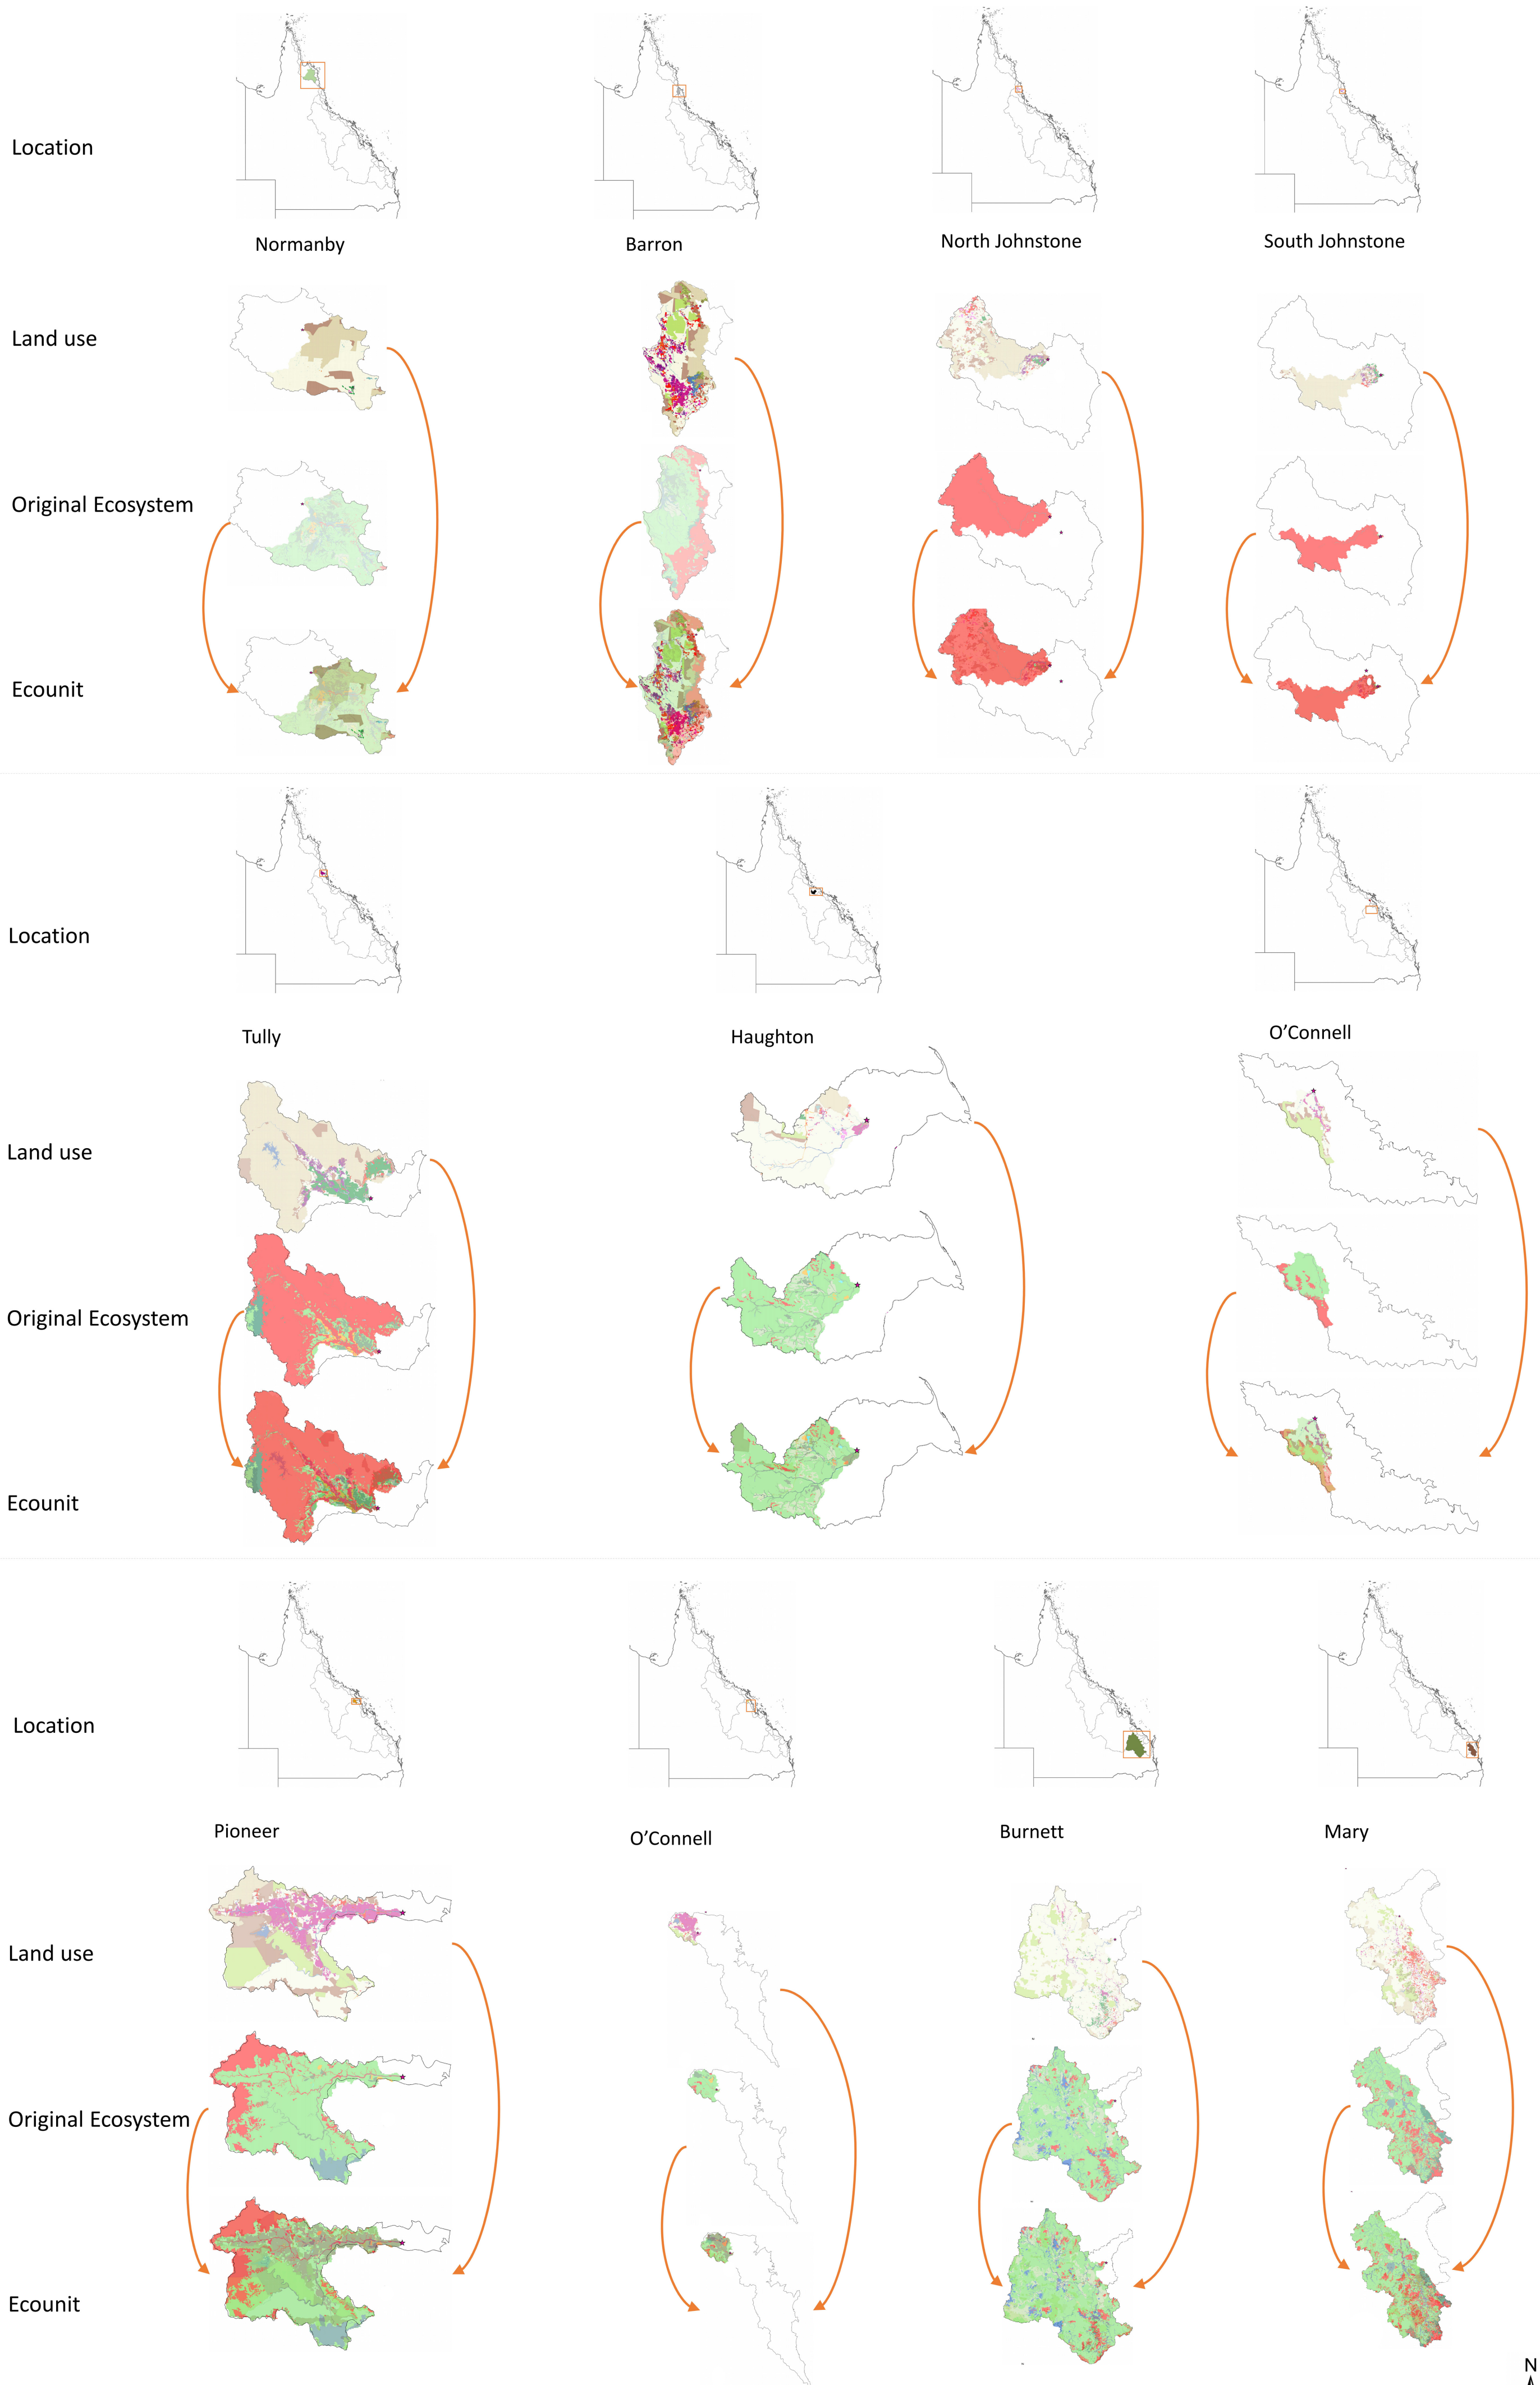 Location
Normanby
Barron
North Johnstone
South Johnstone
Land use
Original Ecosystem
Ecounit
Location
Tully
Haughton
O’Connell
Land use
Original Ecosystem
Ecounit
Location
Pioneer
O’Connell
Burnett
Mary
Land use
Original Ecosystem
Ecounit
N